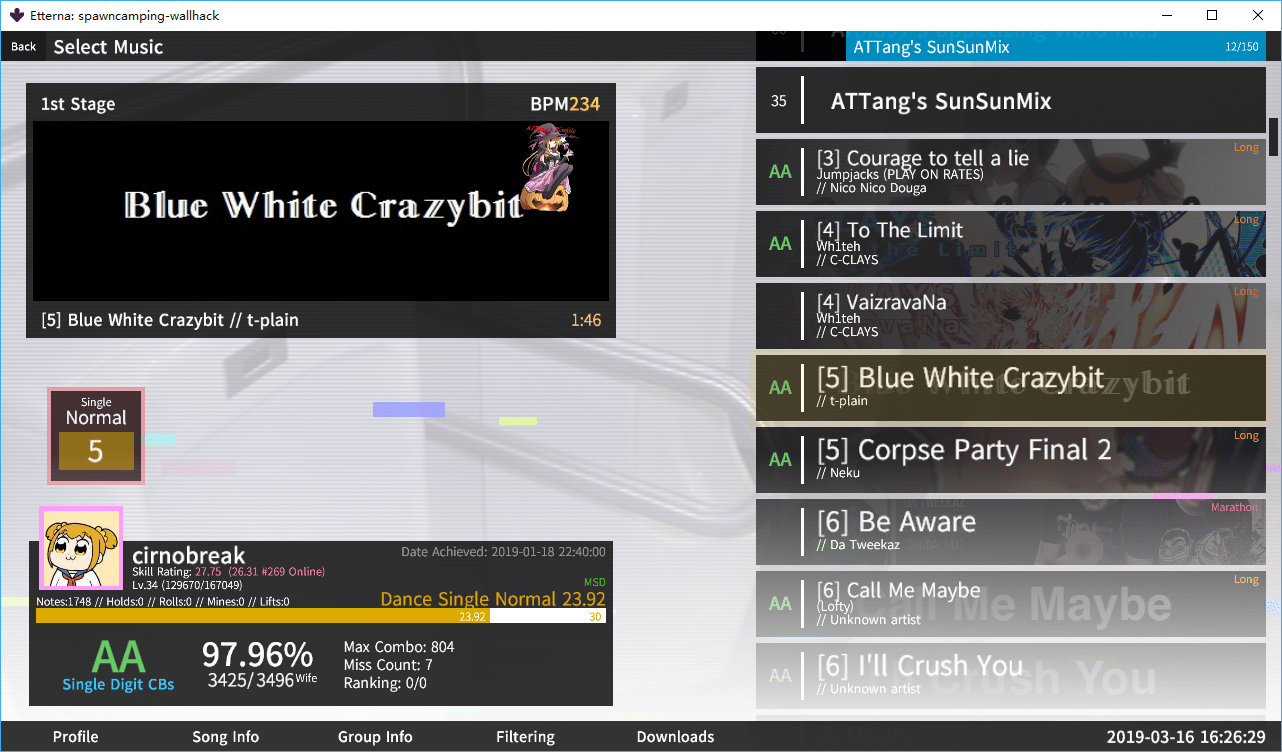 Etterna: spawncamping-wallhack
Back
Select Music
ATTang's SunSunMix
12/150
1st Stage
BPM234
Blue White Crazybit
[5] Blue White Crazybit // t-plain
1:46
Single
Normal
5
cirnobreak
Date Achieved: 2019-01-18 22:40:00
Skill Rating: 27.75 (26.31 #269 Online)
Lv.34 (129670/167049)
MSD
Notes:1748 // Holds:0 // Rolls:0 // Mines:0 // Lifts:0
Dance Single Normal 23.92
23.92
30
AA
Single Digit CBs
97.96%
3425/3496 Wife
Max Combo: 804
Miss Count: 7
Ranking: 0/0
35
ATTang's SunSunMix
AA
[3] Courage to tell a lie
Jumpjacks (PLAY ON RATES)
// Nico Nico Douga
Long
AA
[4] To The Limit
Wh1teh
// C-CLAYS
Long
[4] VaizravaNa
Wh1teh
// C-CLAYS
Long
AA
[5] Blue White Crazybit
// t-plain
AA
[5] Corpse Party Final 2
// Neku
Long
[6] Be Aware
// Da Tweekaz
Marathon
AA
[6] Call Me Maybe
(Lofty)
// Unknown artist
Long
Call Me Maybe
AA
[6] I'll Crush You
// Unknown artist
Profile
Song Info
Group Info
Filtering
Downloads
2019-03-16 16:26:29